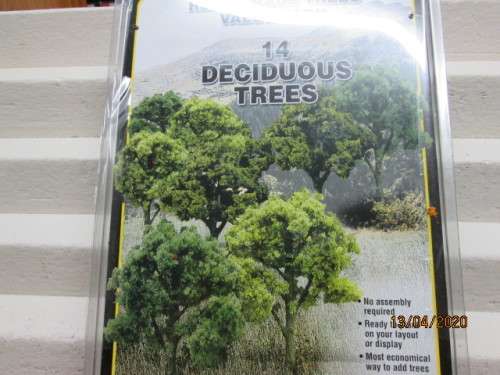 14
DECIDUOUS
TREES
• No assembly
required
• Ready
on your layout
or display
• Most economical
way to add trees
13/04/2020